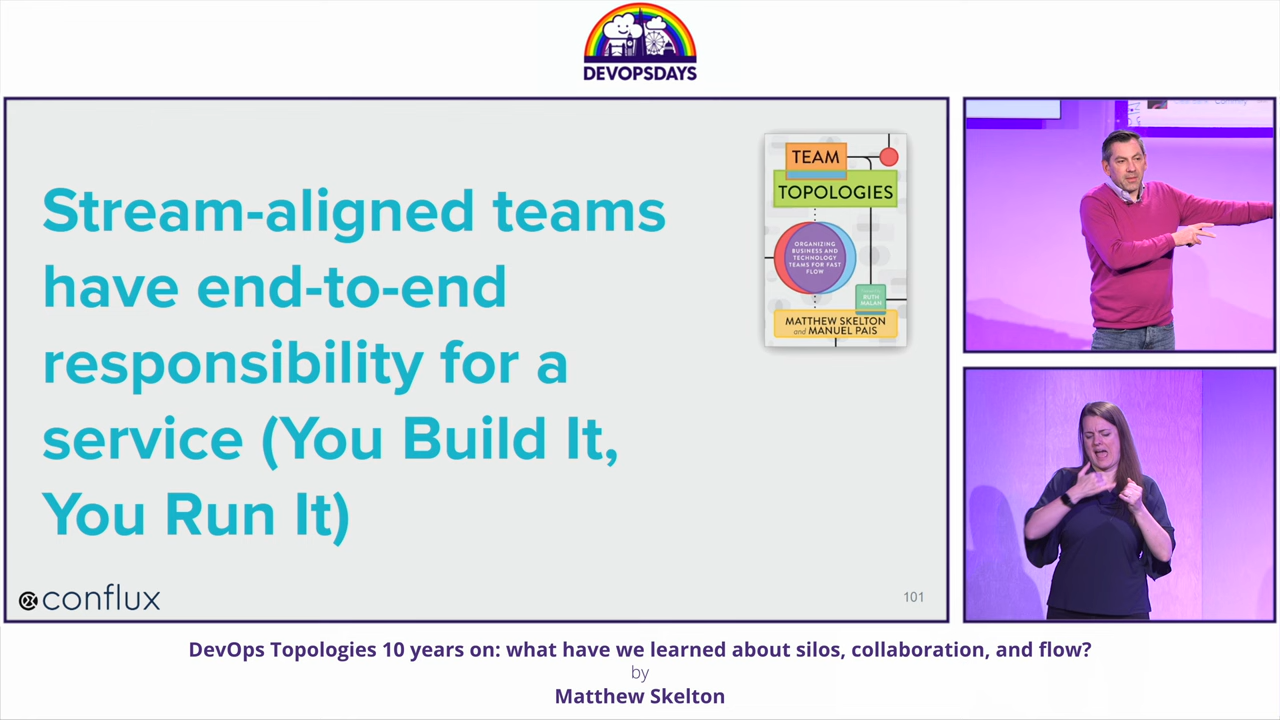 DEVOPSDAYS
Stream-aligned teams
have end-to-end
responsibility for a
service (You Build It,
You Run It)
TEAM
TOPOLOGIES
ORGANIZING
BUSINESS AND
TECHNOLOGY
TEAMS FOR FAST
FLOW
RUTH
MALAN
MATTHEW SKELTON
and MANUEL PAIS
conflux
101
DevOps Topologies 10 years on: what have we learned about silos, collaboration, and flow?
by
Matthew Skelton